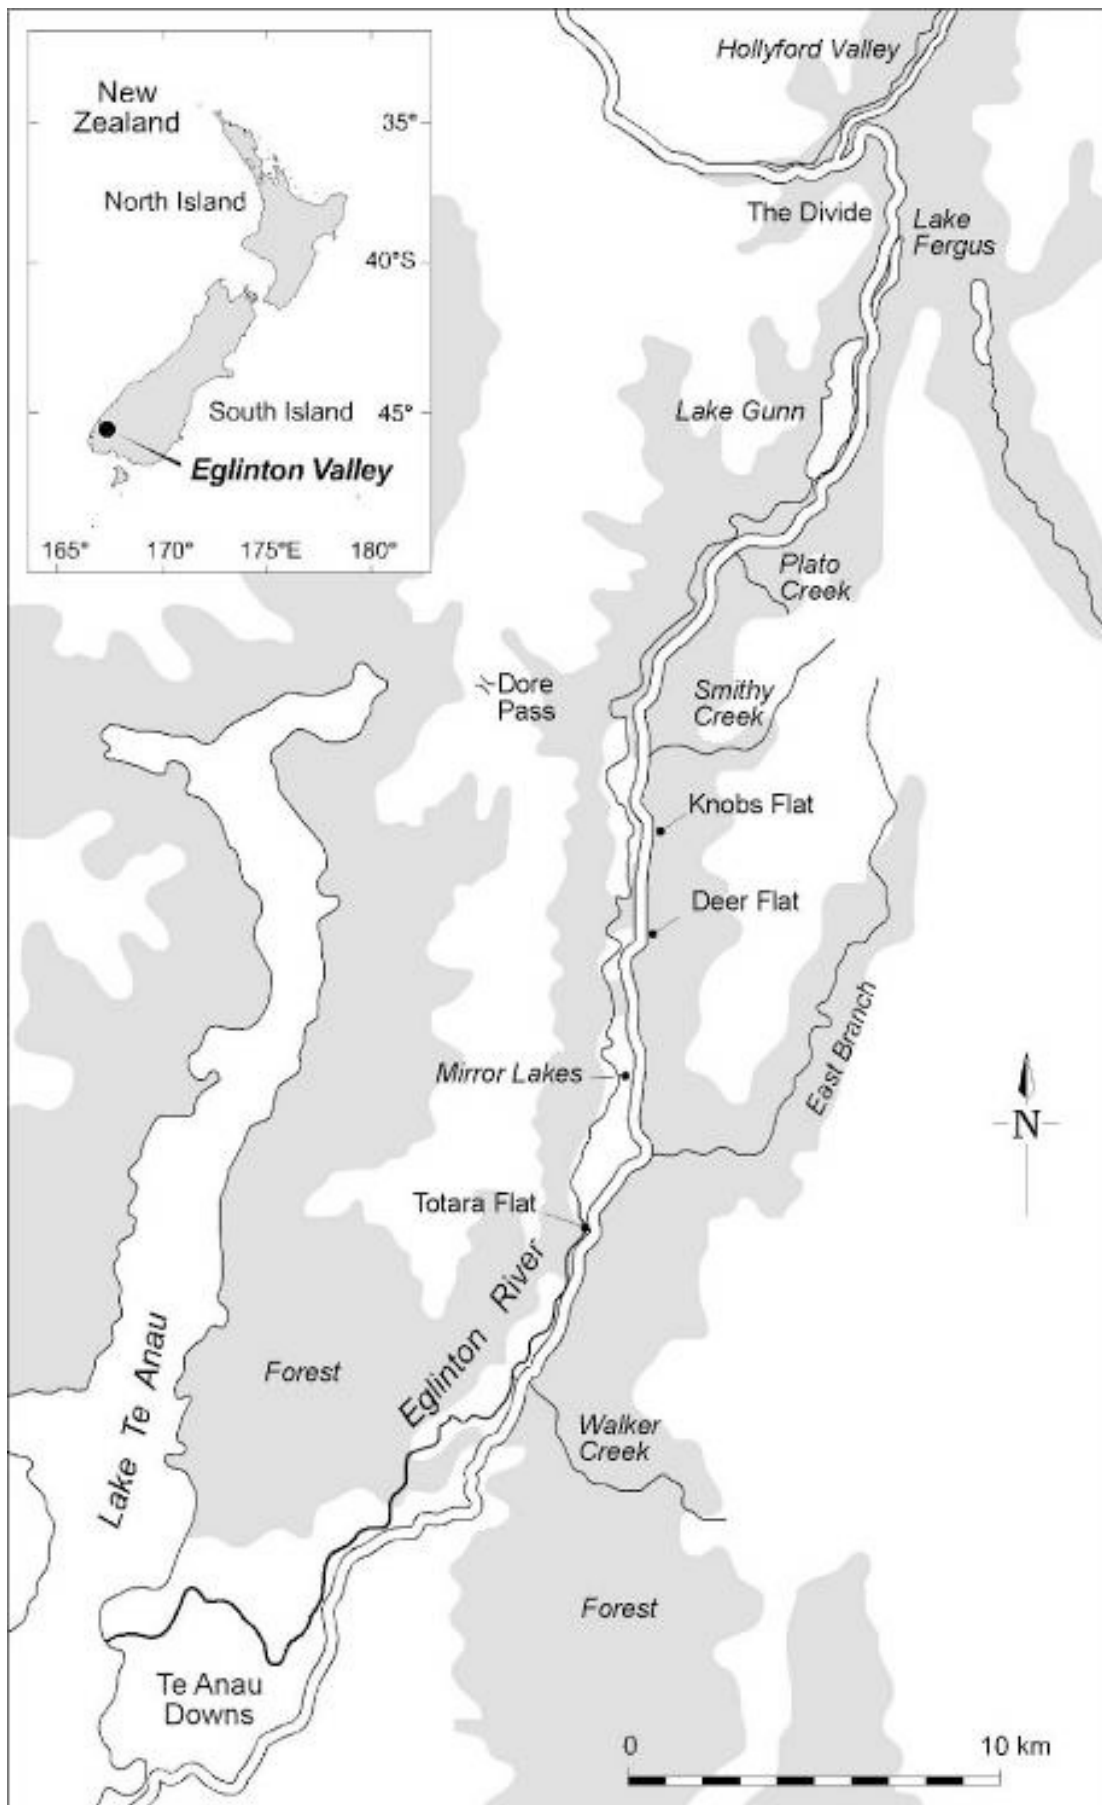 New
Zealand
35°
North Island
40°S
South Island
45°
Eglinton Valley
165°
170°
175°E
180°
Hollyford Valley
The Divide
Lake
Fergus
Lake Gunn
Plato
Creek
Dore
Pass
Smithy
Creek
Knobs Flat
Deer Flat
East Branch
Mirror Lakes
N
Totara Flat
Eglinton River
Lake Te Anau
Forest
Walker
Creek
Forest
Te Anau
Downs
0
10 km